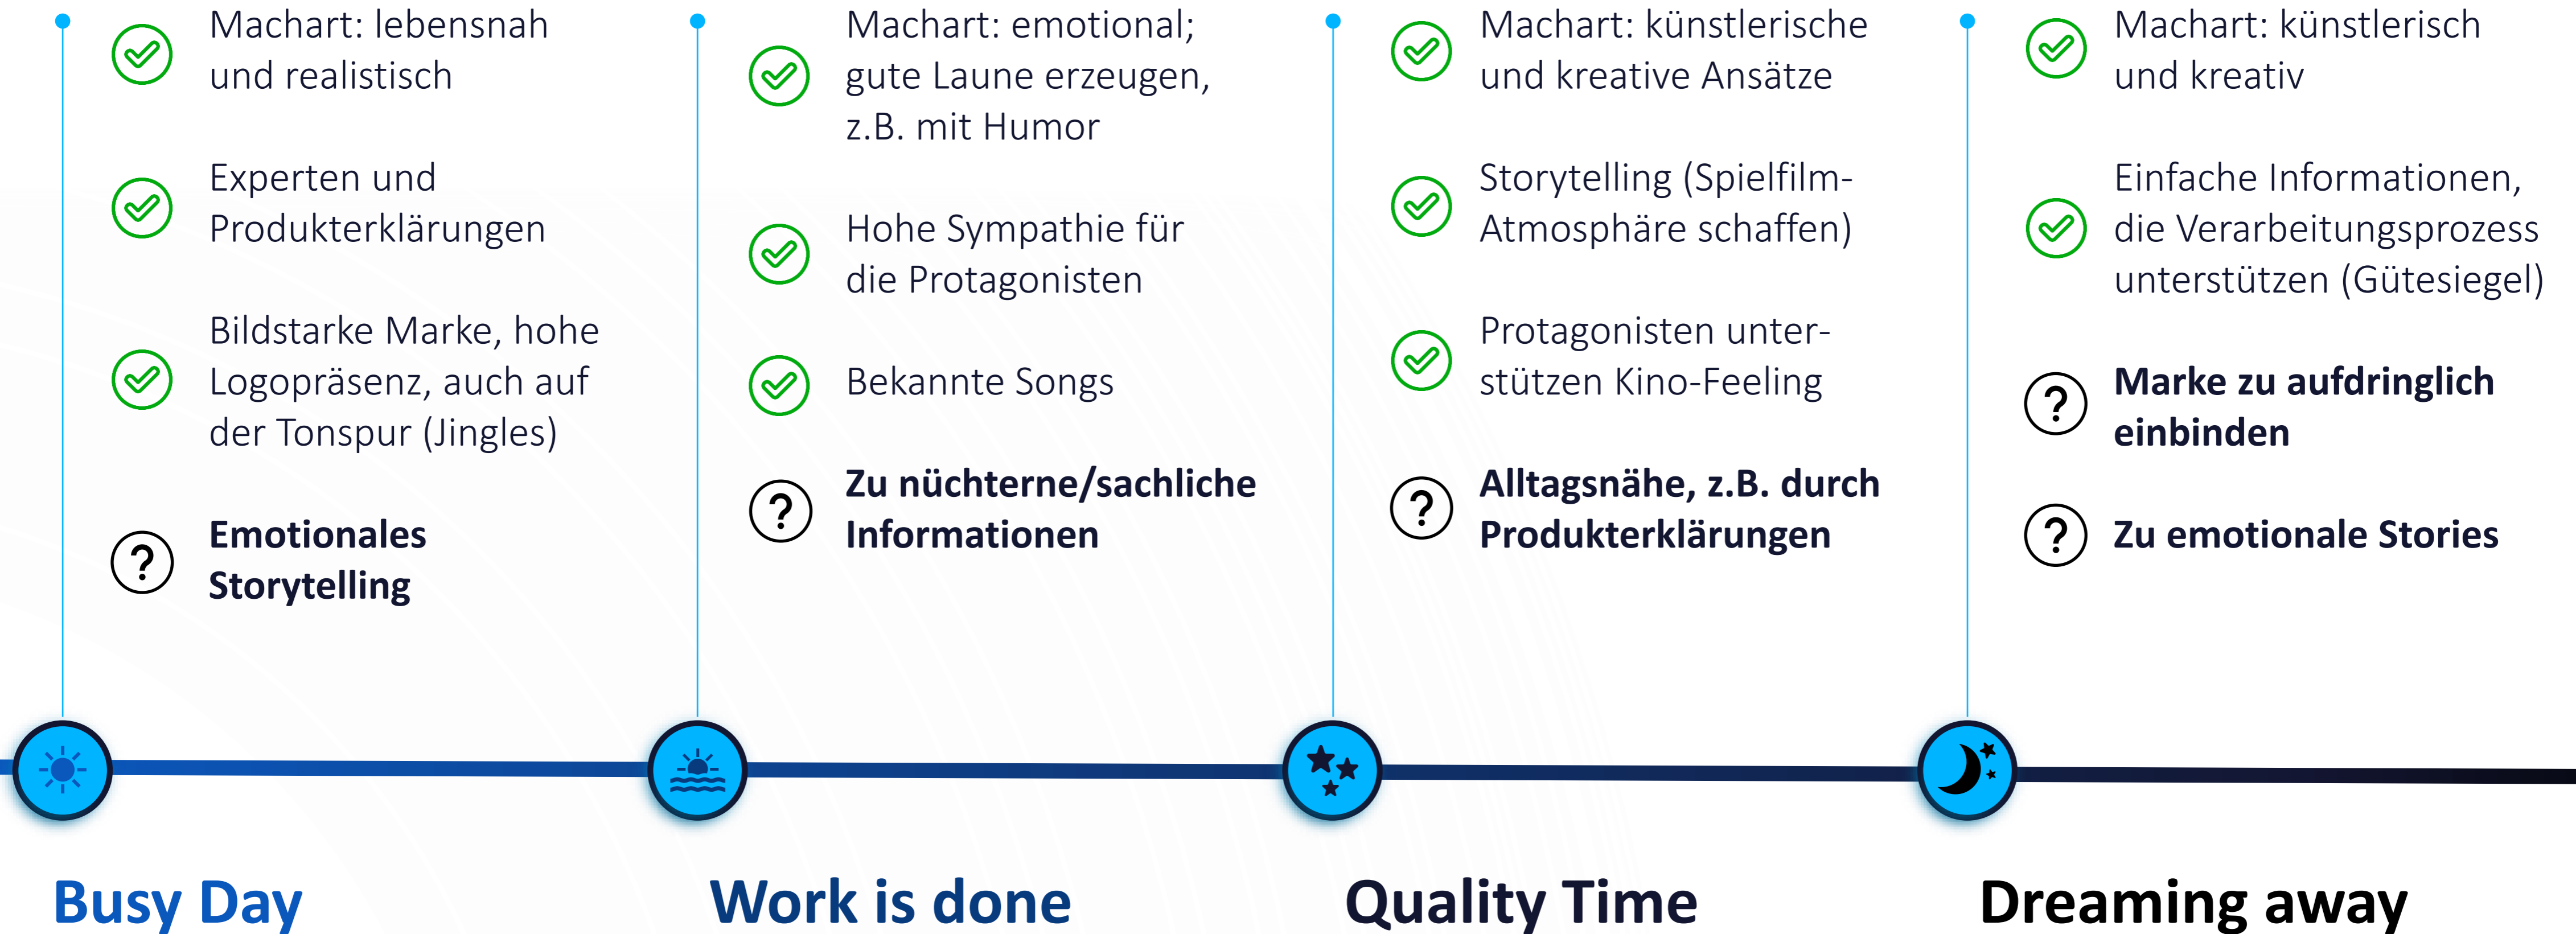 Machart: lebensnah
und realistisch
Experten und
Produkterklärungen
Bildstarke Marke, hohe
Logopräsenz, auch auf
der Tonspur (Jingles)
Emotionales
Storytelling
Busy Day
Machart: emotional;
gute Laune erzeugen,
z.B. mit Humor
Hohe Sympathie für
die Protagonisten
Bekannte Songs
Zu nüchterne/sachliche
Informationen
Work is done
Machart: künstlerische
und kreative Ansätze
Storytelling (Spielfilm-
Atmosphäre schaffen)
Protagonisten unter-
stützen Kino-Feeling
Alltagsnähe, z.B. durch
Produkterklärungen
Quality Time
Machart: künstlerisch
und kreativ
Einfache Informationen,
die Verarbeitungsprozess
unterstützen (Gütesiegel)
Marke zu aufdringlich
einbinden
Zu emotionale Stories
Dreaming away